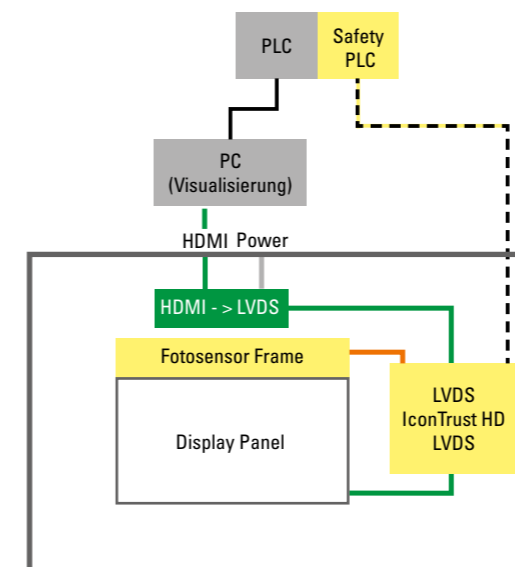 PLC
Safety
PLC
PC
(Visualisierung)
HDMI Power
HDMI - > LVDS
Fotosensor Frame
Display Panel
LVDS
IconTrust HD
LVDS